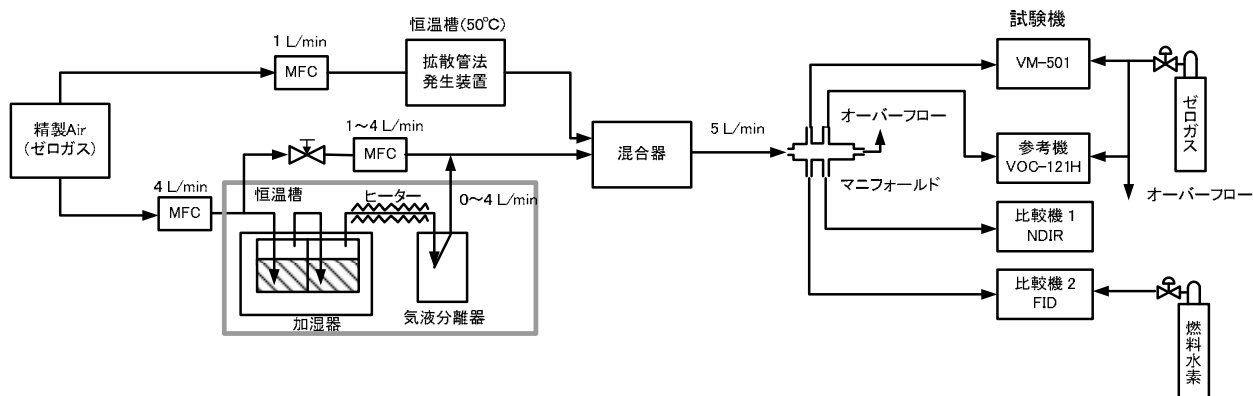 試験機
恒温槽(50℃)
1 L/min
MFC
拡散管法
発生装置
VM-501
ゼロガス
精製Air
(ゼロガス)
1～4 L/min
MFC
混合器
5 L/min
オーバーフロー
マニフォールド
参考機
VOC-121H
オーバーフロー
4 L/min
MFC
恒温槽
ヒーター
0～4 L/min
加湿器
気液分離器
比較機1
NDIR
比較機2
FID
燃料水素